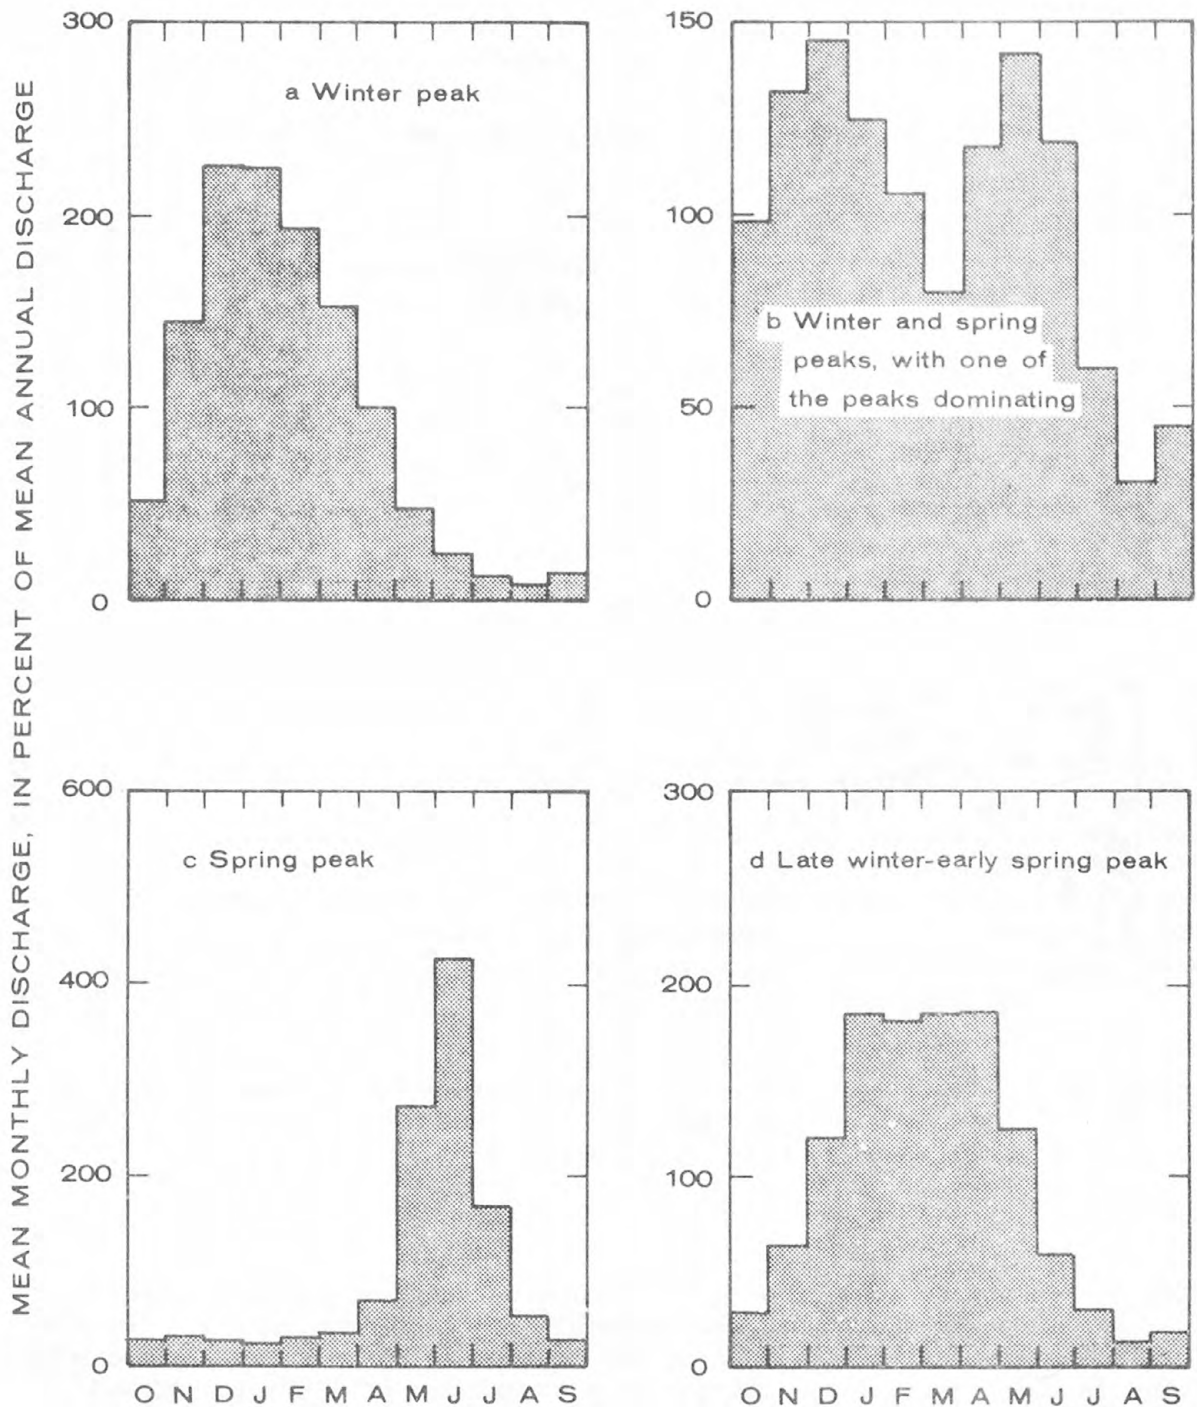 MEAN MONTHLY DISCHARGE, IN PERCENT OF MEAN ANNUAL DISCHARGE
300
200
100
0
a Winter peak
150
100
50
0
b Winter and spring
peaks, with one of
the peaks dominating
600
400
200
0
c Spring peak
O N D J F M A M J J A S
300
200
100
0
d Late winter-early spring peak
O N D J F M A M J J A S